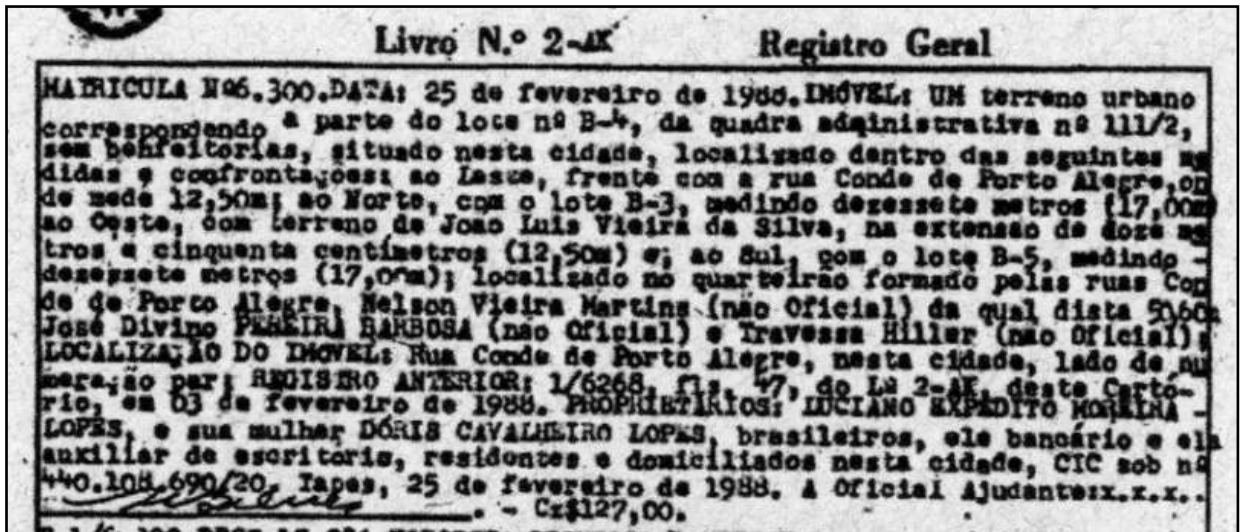 Livro N.º 2-AX Registro Geral
MATRICULA Nº6.300.DATA: 25 de fevereiro de 1988.IMÓVEL: UM terreno urbano
correspondendo a parte do lote nº B-4, da quadra administrativa nº 111/2,
sem benfeitorias, situado nesta cidade, localizado dentro das seguintes me
didas e confrontações: ao Leste, frente com a rua Conde de Porto Alegre,on
de mede 12,50m; ao Norte, com o lote B-3, medindo dezessete metros (17,00m)
ao Oeste, com terreno de Joao Luis Vieira da Silva, na extensão de doze me
tros e cinquenta centímetros (12,50m) e; ao Sul, com o lote B-5, medindo -
dezessete metros (17,00m); localizado no quarteirão formado pelas ruas Con
de de Porto Alegre, Nelson Vieira Martins (não Oficial) da qual dista 50,60m
José Divino PEREIRA BARBOSA (não Oficial) e Travessa Hiller (não Oficial);
LOCALIZAÇÃO DO IMOVEL: Rua Conde de Porto Alegre, nesta cidade, lado de nu
meração par; REGISTRO ANTERIOR: 1/6268, fls. 47, do Lº 2-AX, deste Cartó-
rio, em 03 de fevereiro de 1988. PROPRIETÁRIOS: LUCIANO EXPEDITO MOREIRA -
LOPES, e sua mulher DÓRIS CAVALHEIRO LOPES, brasileiros, ele bancário e ela
auxiliar de escritorio, residentes e domiciliados nesta cidade, CIC sob nº
440.108.690/20. Tapes, 25 de fevereiro de 1988. A Oficial Ajudante:x.x.x..
. - Cz$127,00.